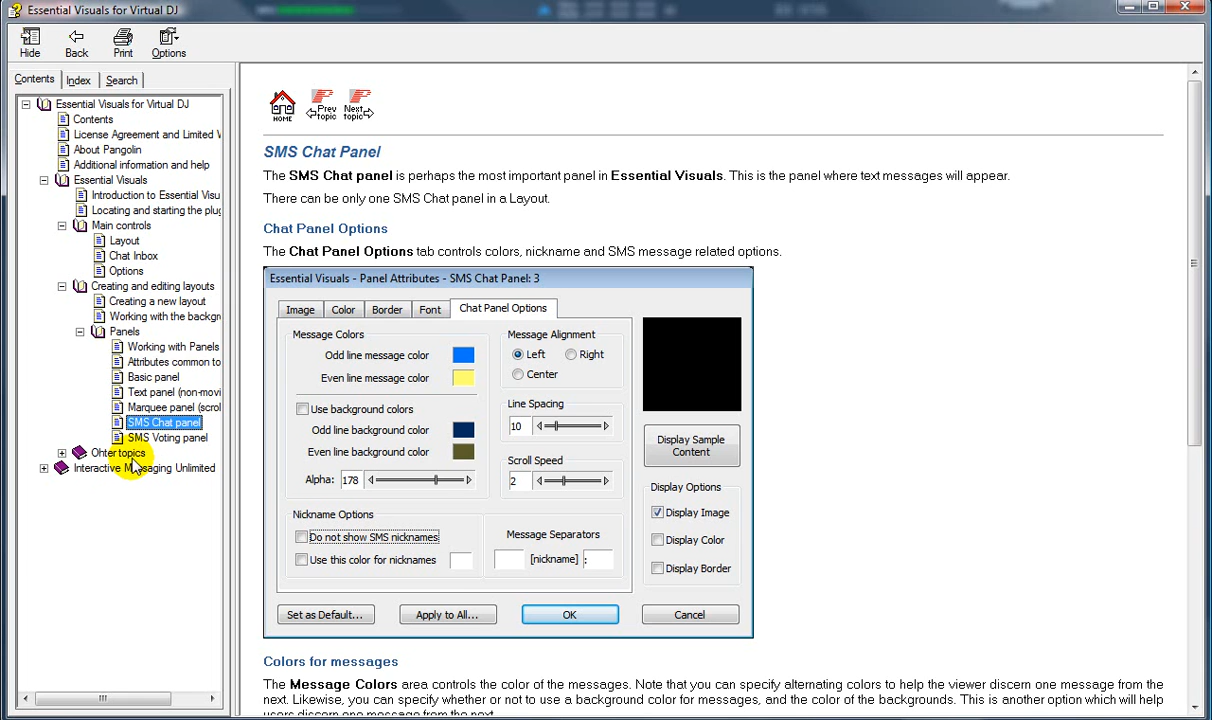 Essential Visuals for Virtual DJ
Hide
Back
Print
Options
Contents
Index
Search
Essential Visuals for Virtual DJ
Contents
License Agreement and Limited
About Pangolin
Additional information and help
Essential Visuals
Introduction to Essential Visu
Locating and starting the plug
Main controls
Layout
Chat Inbox
Options
Creating and editing layouts
Creating a new layout
Working with the backgr
Panels
Working with Panels
Attributes common to
Basic panel
Text panel (non-movi
Marquee panel (scrol
SMS Chat panel
SMS Voting panel
Ohter topics
Interactive Messaging Unlimited
HOME
Prev topic
Next topic
SMS Chat Panel
The SMS Chat panel is perhaps the most important panel in Essential Visuals. This is the panel where text messages will appear.
There can be only one SMS Chat panel in a Layout.
Chat Panel Options
The Chat Panel Options tab controls colors, nickname and SMS message related options.
Essential Visuals - Panel Attributes - SMS Chat Panel: 3
Image
Color
Border
Font
Chat Panel Options
Message Colors
Odd line message color
Even line message color
Use background colors
Odd line background color
Even line background color
Alpha: 178
Nickname Options
Do not show SMS nicknames
Use this color for nicknames
Message Alignment
Left
Right
Center
Line Spacing
10
Scroll Speed
2
Message Separators
[nickname] :
Display Sample
Content
Display Options
Display Image
Display Color
Display Border
Set as Default...
Apply to All...
OK
Cancel
Colors for messages
The Message Colors area controls the color of the messages. Note that you can specify alternating colors to help the viewer discern one message from the
next. Likewise, you can specify whether or not to use a background color for messages, and the color of the backgrounds. This is another option which will help
users discern one message from the next.